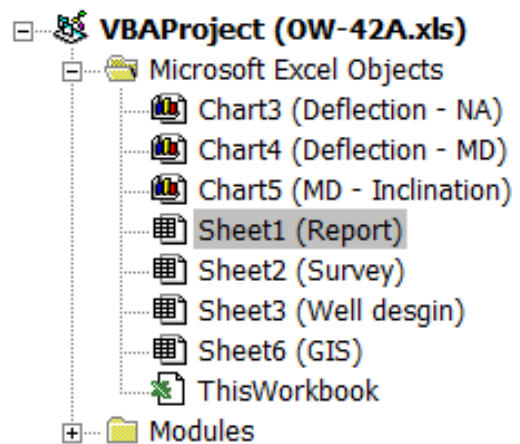 VBAProject (OW-42A.xls)
Microsoft Excel Objects
Chart3 (Deflection - NA)
Chart4 (Deflection - MD)
Chart5 (MD - Inclination)
Sheet1 (Report)
Sheet2 (Survey)
Sheet3 (Well desgin)
Sheet6 (GIS)
ThisWorkbook
Modules